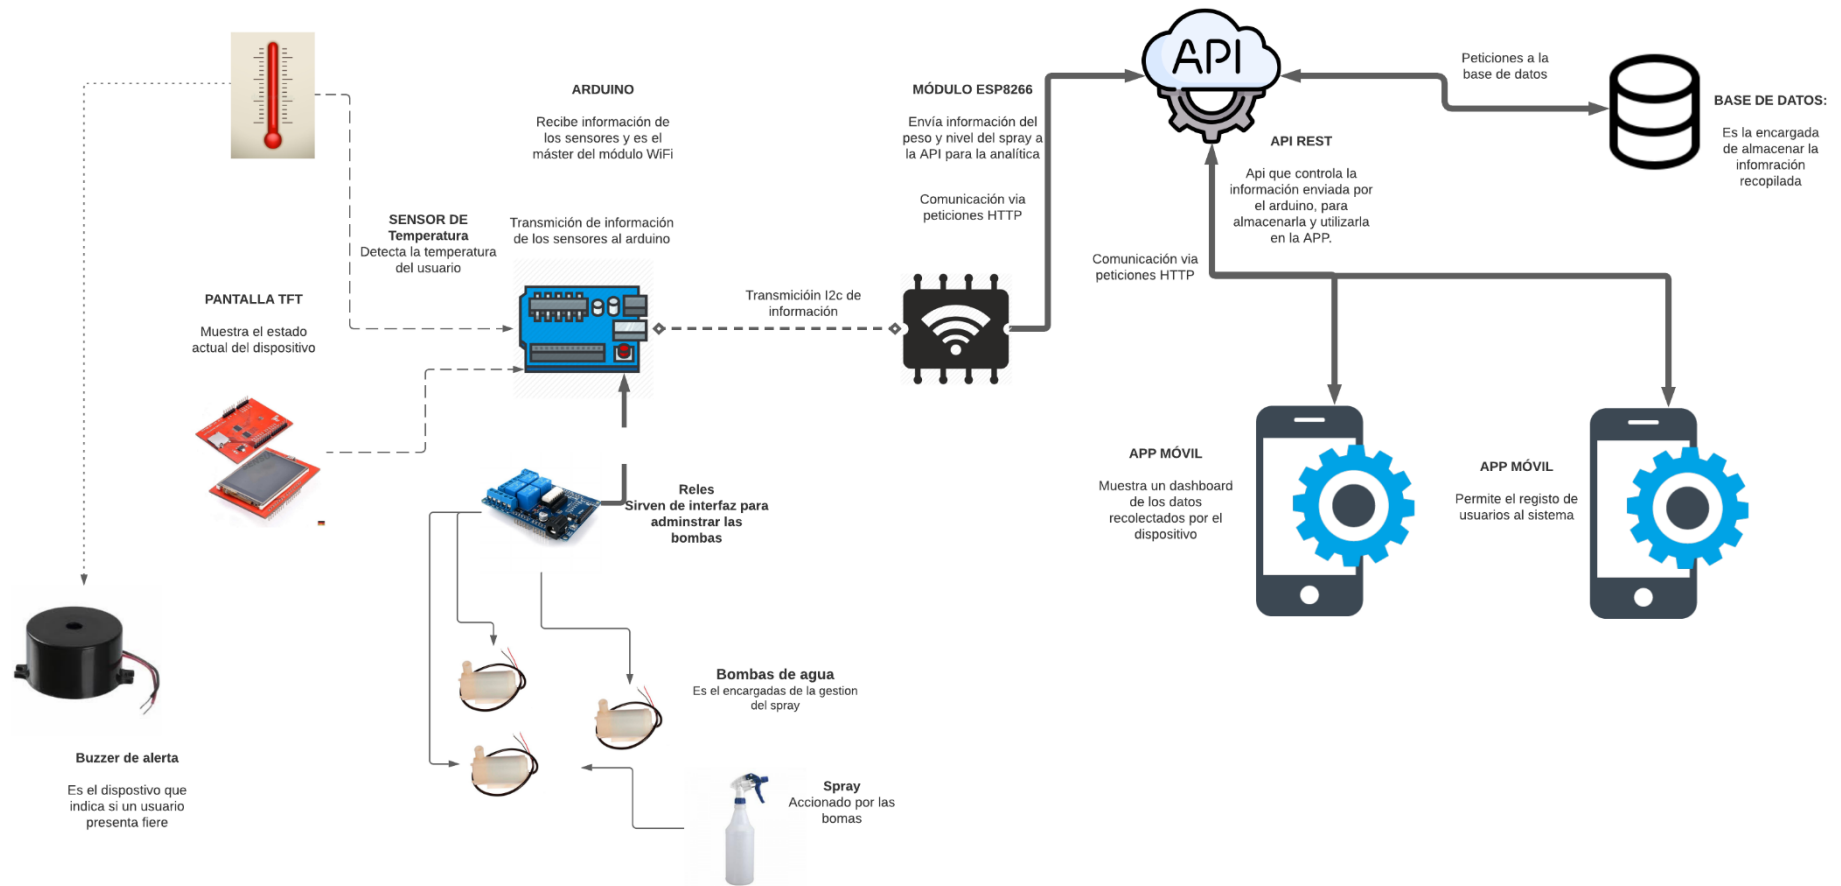 API
Peticiones a la
base de datos
BASE DE DATOS:
Es la encargada
de almacenar la
infomración
recopilada
ARDUINO
Recibe información de
los sensores y es el
máster del módulo WiFi
MÓDULO ESP8266
Envía información del
peso y nivel del spray a
la API para la analítica
Comunicación via
peticiones HTTP
API REST
Api que controla la
información enviada por
el arduino, para
almacenarla y utilizarla
en la APP.
SENSOR DE
Temperatura
Detecta la temperatura
del usuario
Transmición de información
de los sensores al arduino
Comunicación via
peticiones HTTP
PANTALLA TFT
Muestra el estado
actual del dispositivo
Transmicióin I2c de
información
APP MÓVIL
Muestra un dashboard
de los datos
recolectados por el
dispositivo
APP MÓVIL
Permite el registo de
usuarios al sistema
Reles
Sirven de interfaz para
adminstrar las
bombas
Bombas de agua
Es el encargadas de la gestion
del spray
Buzzer de alerta
Es el dispostivo que
indica si un usuario
presenta fiere
Spray
Accionado por las
bomas